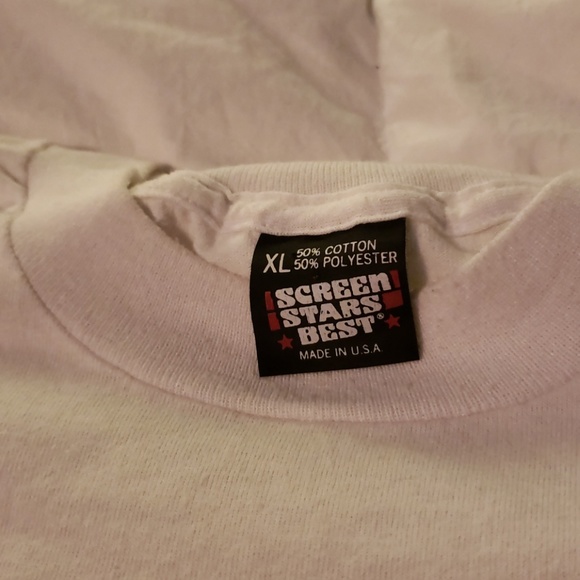 XL 50% COTTON
50% POLYESTER
SCREEN
STARS
BEST®
MADE IN U.S.A